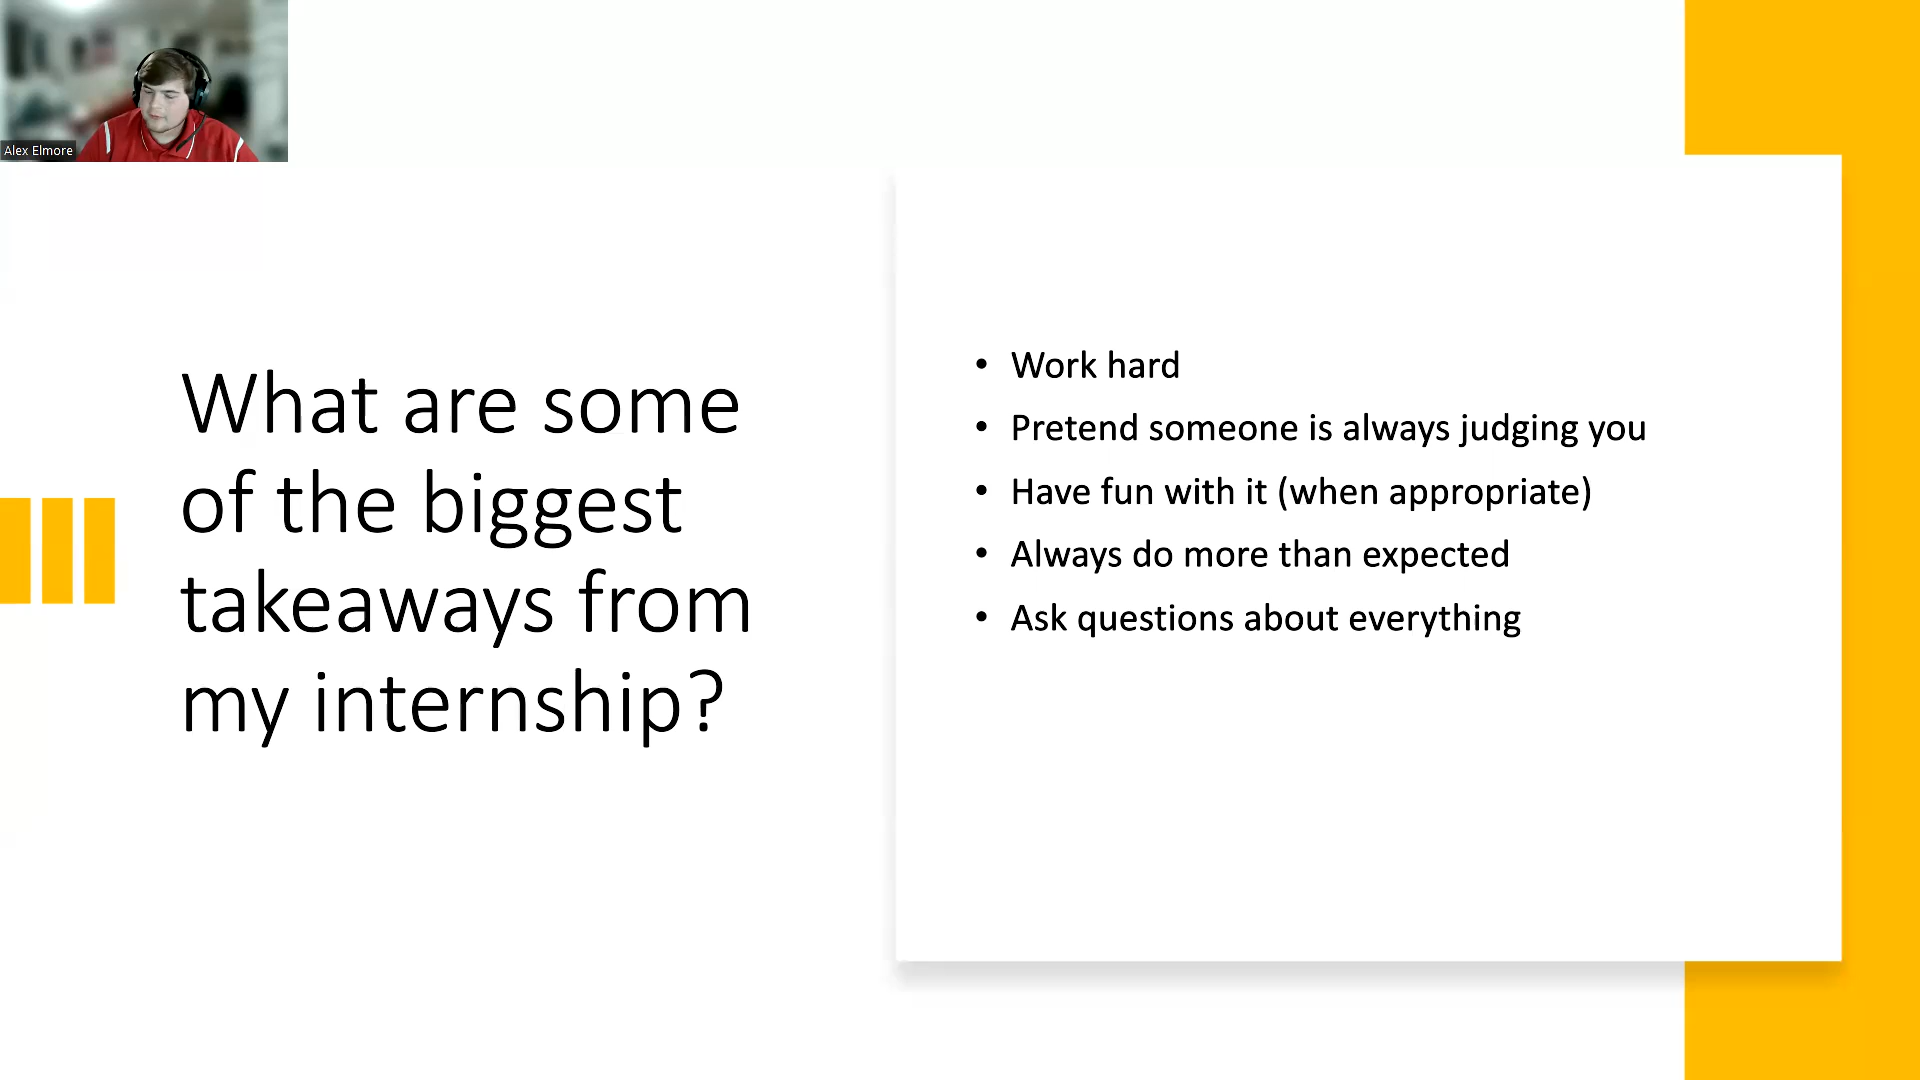 Alex Elmore
What are some
of the biggest
takeaways from
my internship?
• Work hard
• Pretend someone is always judging you
• Have fun with it (when appropriate)
• Always do more than expected
• Ask questions about everything